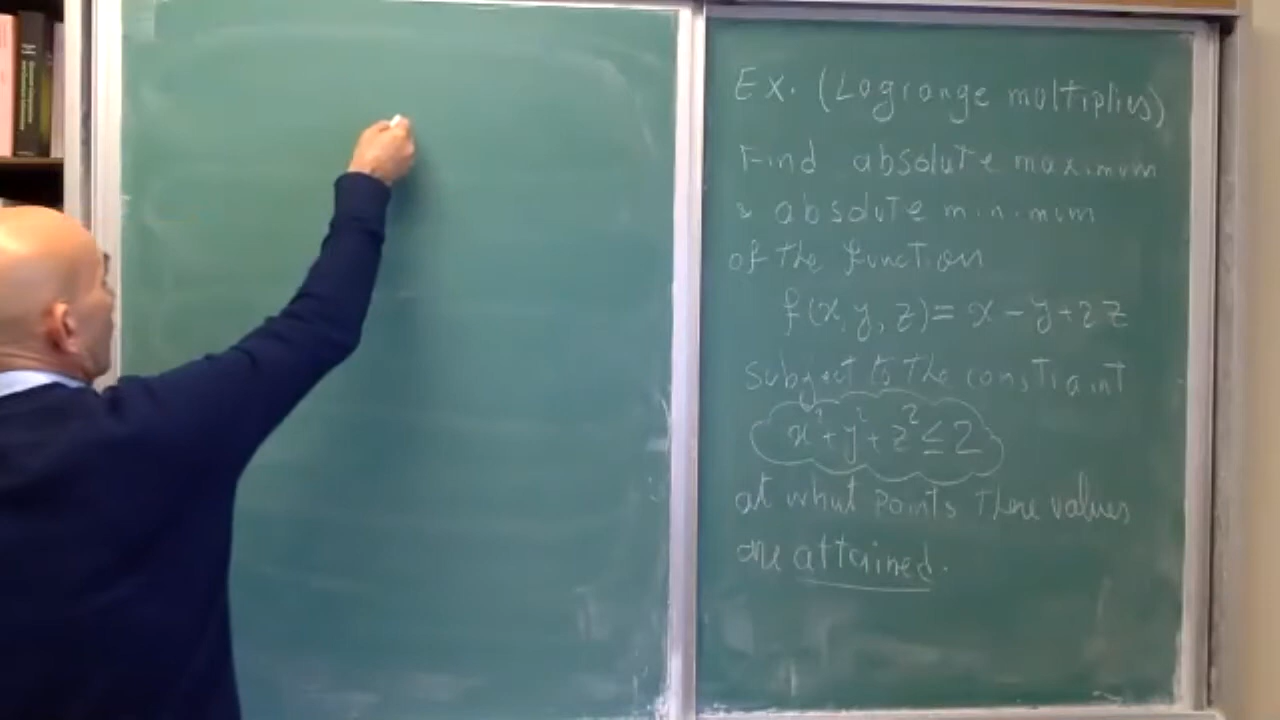 Ex. (Lagrange multiplies)
Find absolute maximum
& absolute minimum
of the function
f(x, y, z) = x - y + 2z
subject to the constraint
x² + y² + z² ≤ 2
at what points these values
are attained.